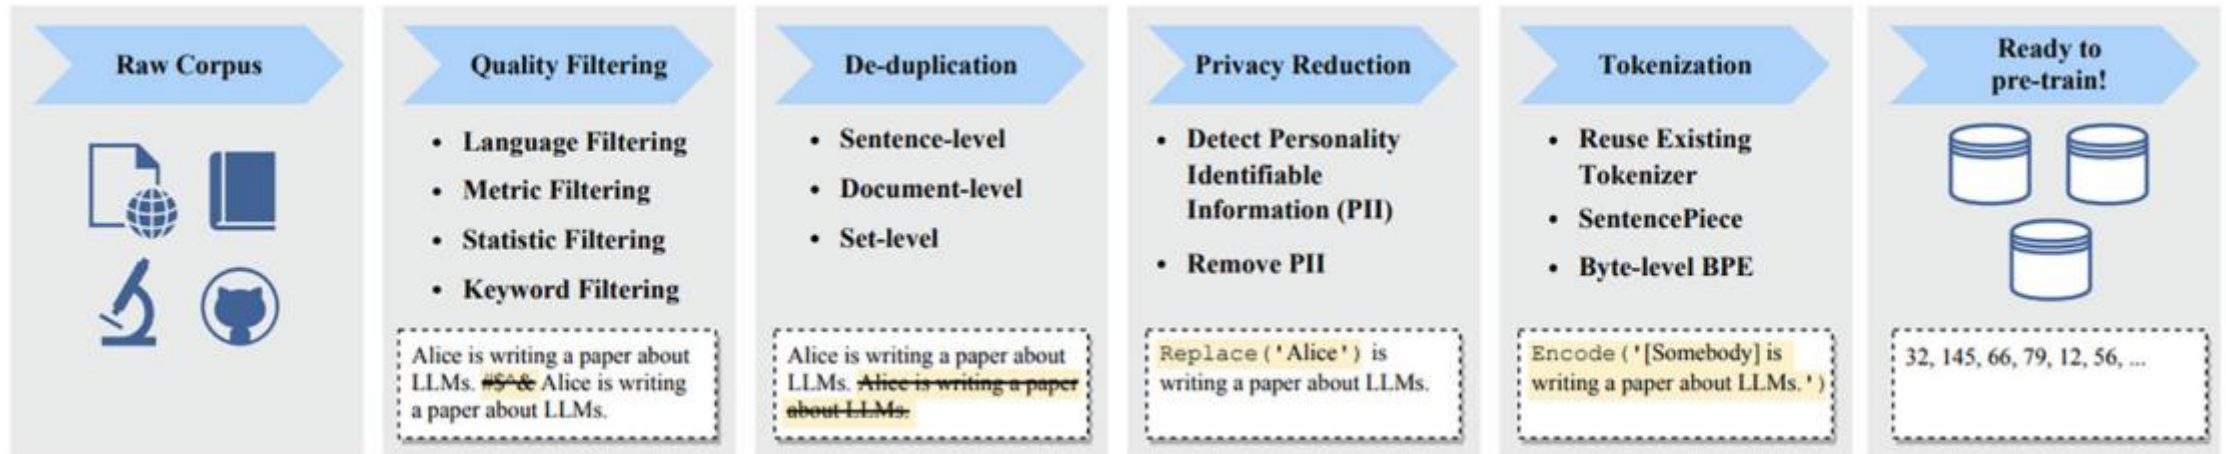 Raw Corpus
Quality Filtering
• Language Filtering
• Metric Filtering
• Statistic Filtering
• Keyword Filtering
Alice is writing a paper about
LLMs. #$^& Alice is writing
a paper about LLMs.
De-duplication
• Sentence-level
• Document-level
• Set-level
Alice is writing a paper about
LLMs. Alice is writing a paper
about LLMs.
Privacy Reduction
• Detect Personality
Identifiable
Information (PII)
• Remove PII
Replace('Alice') is
writing a paper about LLMs.
Tokenization
• Reuse Existing
Tokenizer
• SentencePiece
• Byte-level BPE
Encode('[Somebody] is
writing a paper about LLMs.')
Ready to
pre-train!
32, 145, 66, 79, 12, 56, ...